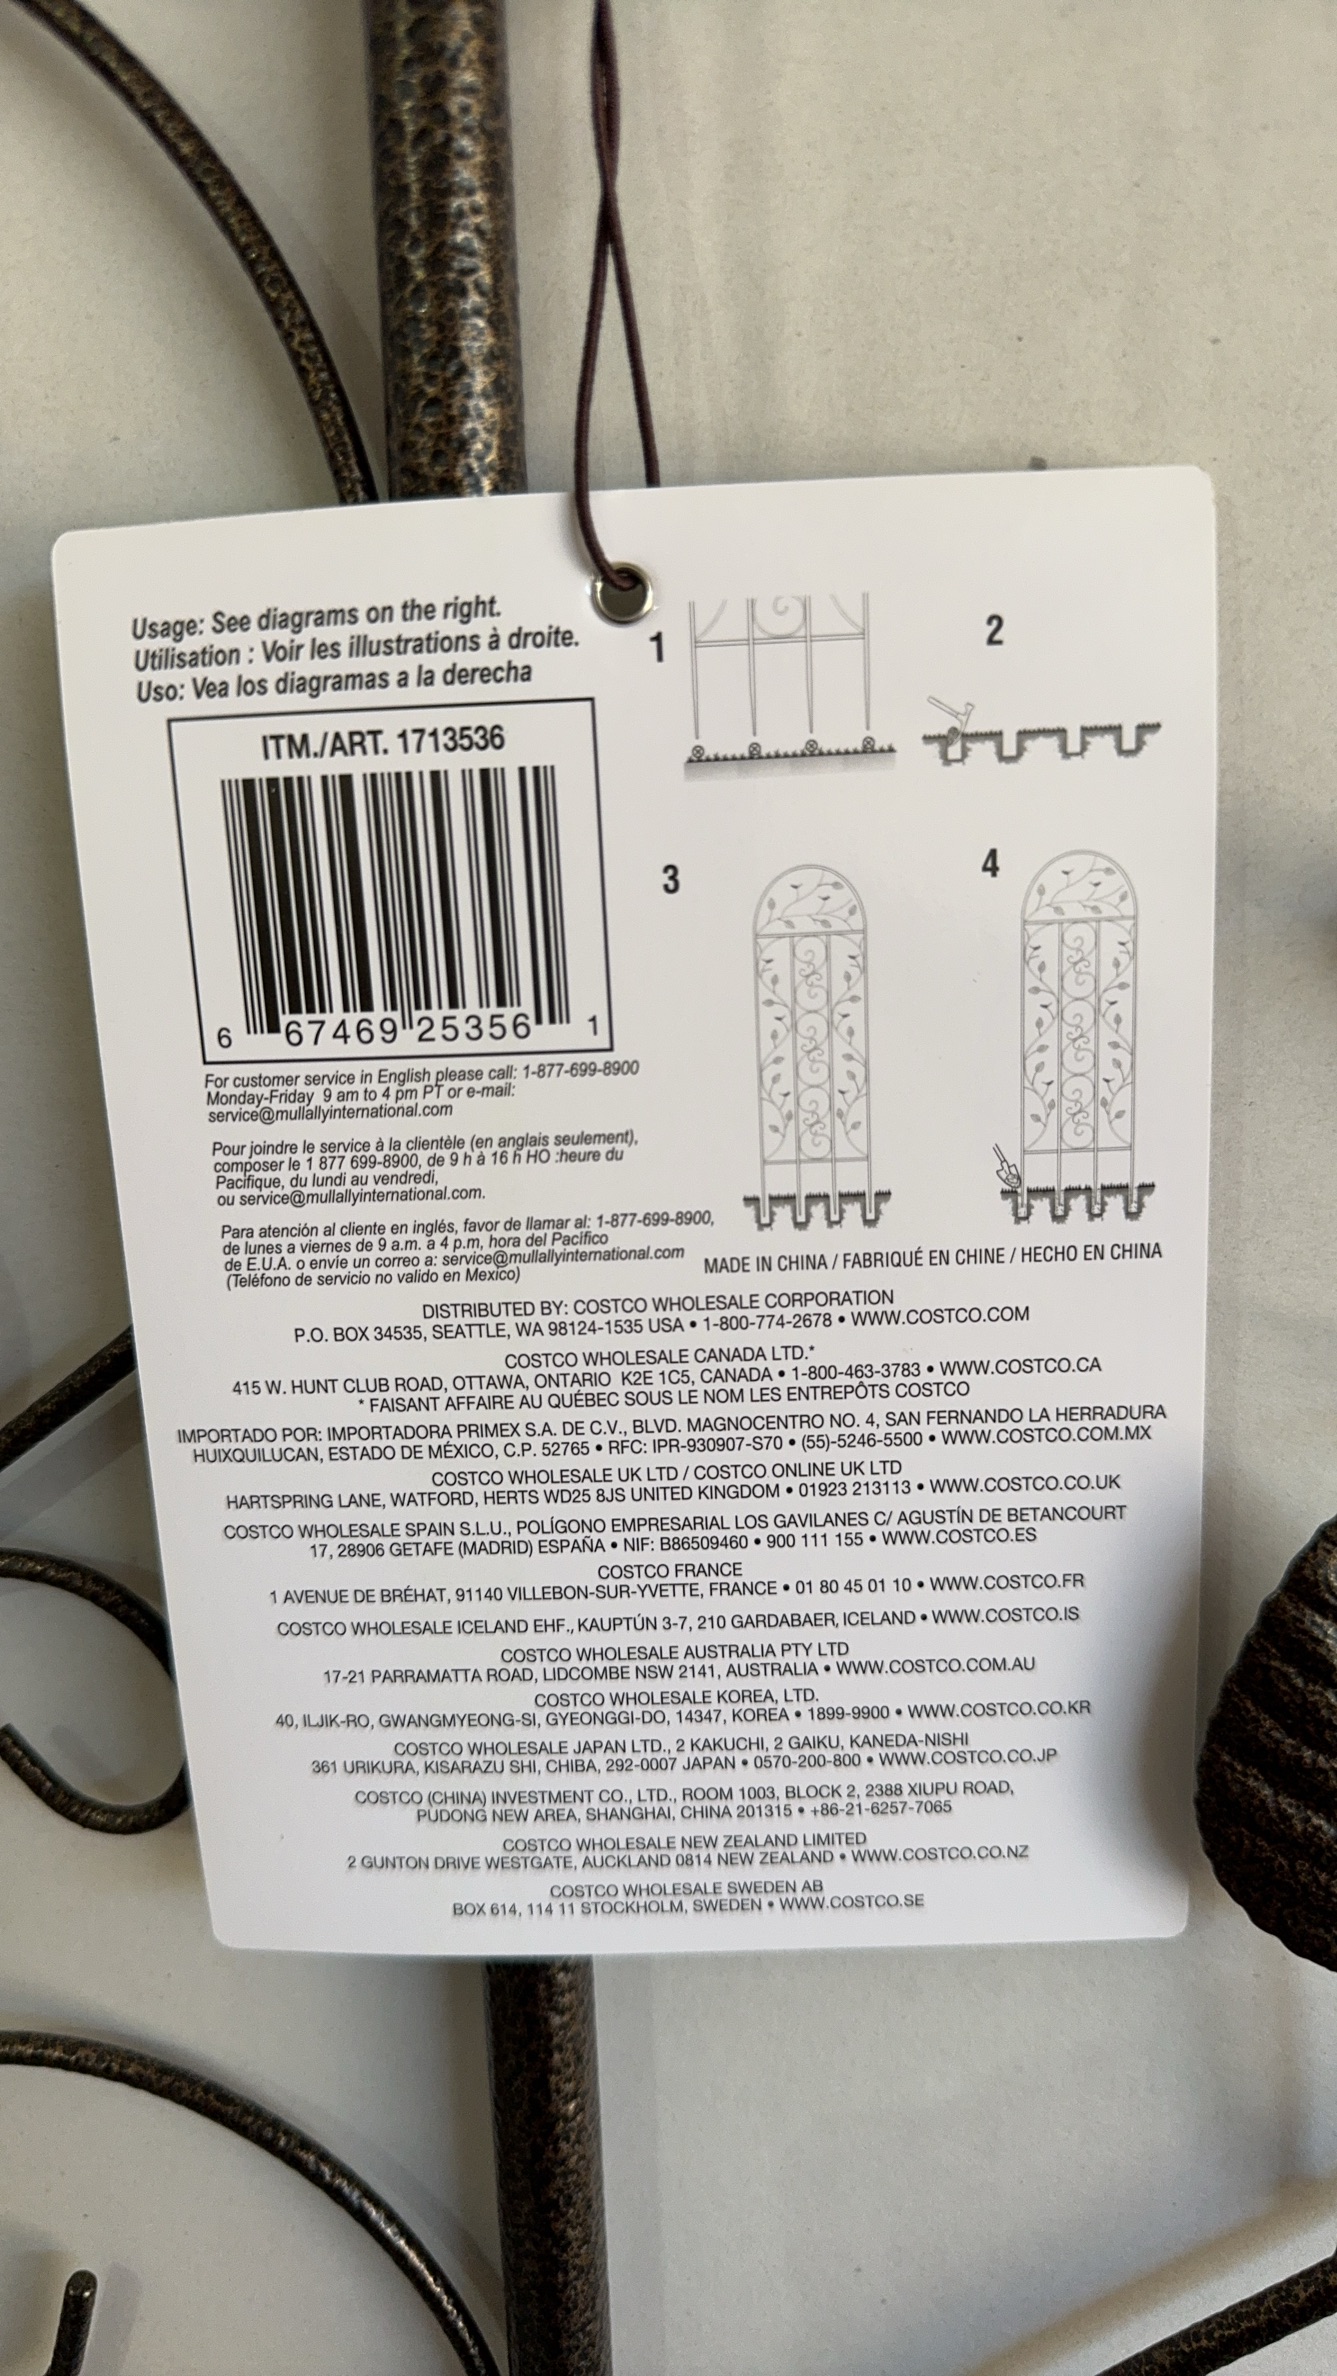 Usage: See diagrams on the right.
Utilisation : Voir les illustrations à droite.
Uso: Vea los diagramas a la derecha
ITM./ART. 1713536
6 67469 25356 1
For customer service in English please call: 1-877-699-8900
Monday-Friday 9 am to 4 pm PT or e-mail:
service@mullallyinternational.com
Pour joindre le service à la clientèle (en anglais seulement),
composer le 1 877 699-8900, de 9 h à 16 h HO :heure du
Pacifique, du lundi au vendredi,
ou service@mullallyinternational.com.
Para atención al cliente en inglés, favor de llamar al: 1-877-699-8900,
de lunes a viernes de 9 a.m. a 4 p.m, hora del Pacífico
de E.U.A. o envíe un correo a: service@mullallyinternational.com
(Teléfono de servicio no valido en Mexico)
1
2
3
4
MADE IN CHINA / FABRIQUÉ EN CHINE / HECHO EN CHINA
DISTRIBUTED BY: COSTCO WHOLESALE CORPORATION
P.O. BOX 34535, SEATTLE, WA 98124-1535 USA • 1-800-774-2678 • WWW.COSTCO.COM
COSTCO WHOLESALE CANADA LTD.*
415 W. HUNT CLUB ROAD, OTTAWA, ONTARIO K2E 1C5, CANADA • 1-800-463-3783 • WWW.COSTCO.CA
* FAISANT AFFAIRE AU QUÉBEC SOUS LE NOM LES ENTREPÔTS COSTCO
IMPORTADO POR: IMPORTADORA PRIMEX S.A. DE C.V., BLVD. MAGNOCENTRO NO. 4, SAN FERNANDO LA HERRADURA
HUIXQUILUCAN, ESTADO DE MÉXICO, C.P. 52765 • RFC: IPR-930907-S70 • (55)-5246-5500 • WWW.COSTCO.COM.MX
COSTCO WHOLESALE UK LTD / COSTCO ONLINE UK LTD
HARTSPRING LANE, WATFORD, HERTS WD25 8JS UNITED KINGDOM • 01923 213113 • WWW.COSTCO.CO.UK
COSTCO WHOLESALE SPAIN S.L.U., POLÍGONO EMPRESARIAL LOS GAVILANES C/ AGUSTÍN DE BETANCOURT
17, 28906 GETAFE (MADRID) ESPAÑA • NIF: B86509460 • 900 111 155 • WWW.COSTCO.ES
COSTCO FRANCE
1 AVENUE DE BRÉHAT, 91140 VILLEBON-SUR-YVETTE, FRANCE • 01 80 45 01 10 • WWW.COSTCO.FR
COSTCO WHOLESALE ICELAND EHF., KAUPTÚN 3-7, 210 GARDABAER, ICELAND • WWW.COSTCO.IS
COSTCO WHOLESALE AUSTRALIA PTY LTD
17-21 PARRAMATTA ROAD, LIDCOMBE NSW 2141, AUSTRALIA • WWW.COSTCO.COM.AU
COSTCO WHOLESALE KOREA, LTD.
40, ILJIK-RO, GWANGMYEONG-SI, GYEONGGI-DO, 14347, KOREA • 1899-9900 • WWW.COSTCO.CO.KR
COSTCO WHOLESALE JAPAN LTD., 2 KAKUCHI, 2 GAIKU, KANEDA-NISHI
361 URIKURA, KISARAZU SHI, CHIBA, 292-0007 JAPAN • 0570-200-800 • WWW.COSTCO.CO.JP
COSTCO (CHINA) INVESTMENT CO., LTD., ROOM 1003, BLOCK 2, 2388 XIUPU ROAD,
PUDONG NEW AREA, SHANGHAI, CHINA 201315 • +86-21-6257-7065
COSTCO WHOLESALE NEW ZEALAND LIMITED
2 GUNTON DRIVE WESTGATE, AUCKLAND 0814 NEW ZEALAND • WWW.COSTCO.CO.NZ
COSTCO WHOLESALE SWEDEN AB
BOX 614, 114 11 STOCKHOLM, SWEDEN • WWW.COSTCO.SE